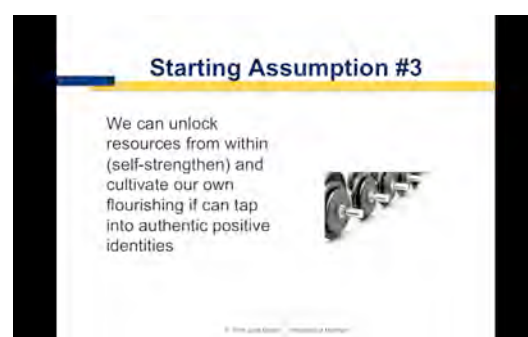 Starting Assumption #3
We can unlock
resources from within
(self-strengthen) and
cultivate our own
flourishing if can tap
into authentic positive
identities